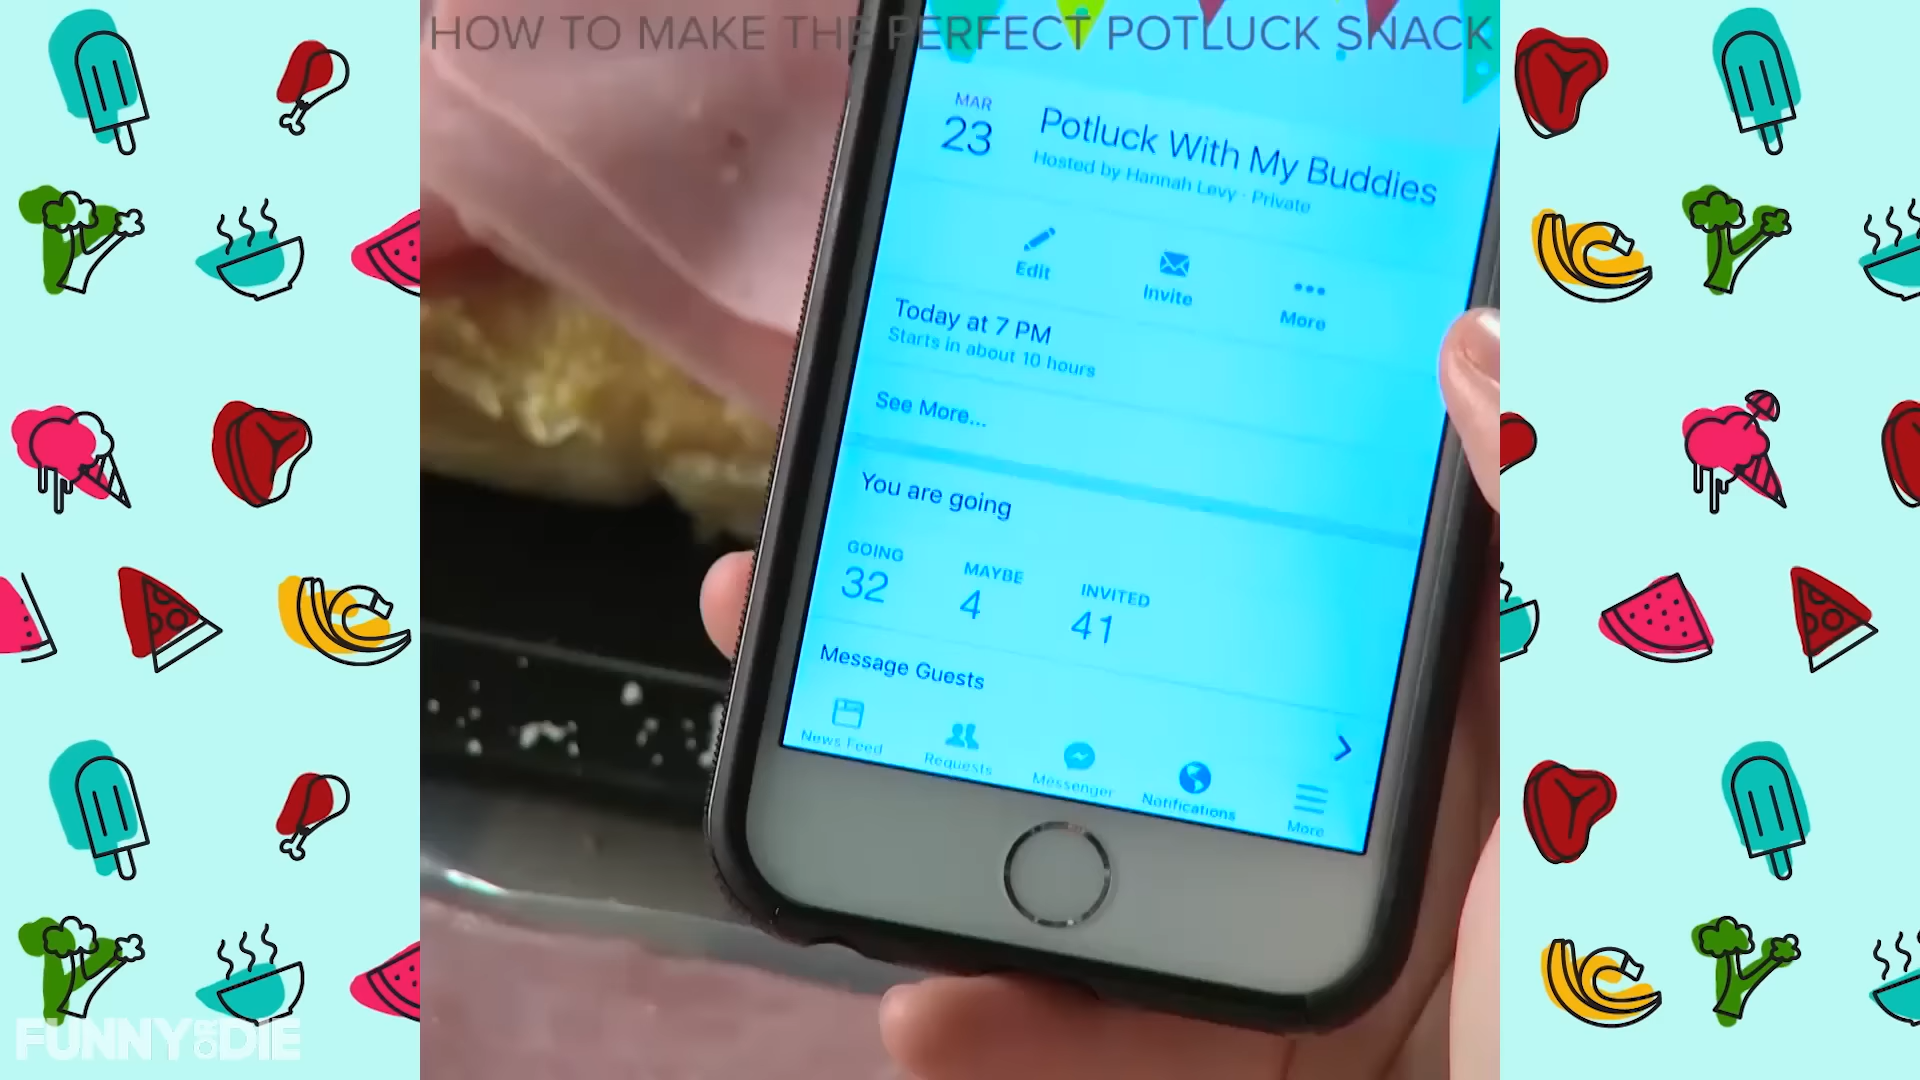 HOW TO MAKE THE PERFECT POTLUCK SNACK
MAR
23
Potluck With My Buddies
Hosted by Hannah Levy · Private
Edit
Invite
More
Today at 7 PM
Starts in about 10 hours
See More...
You are going
GOING
32
MAYBE
4
INVITED
41
Message Guests
News Feed
Requests
Messenger
Notifications
More
FUNNY OR DIE